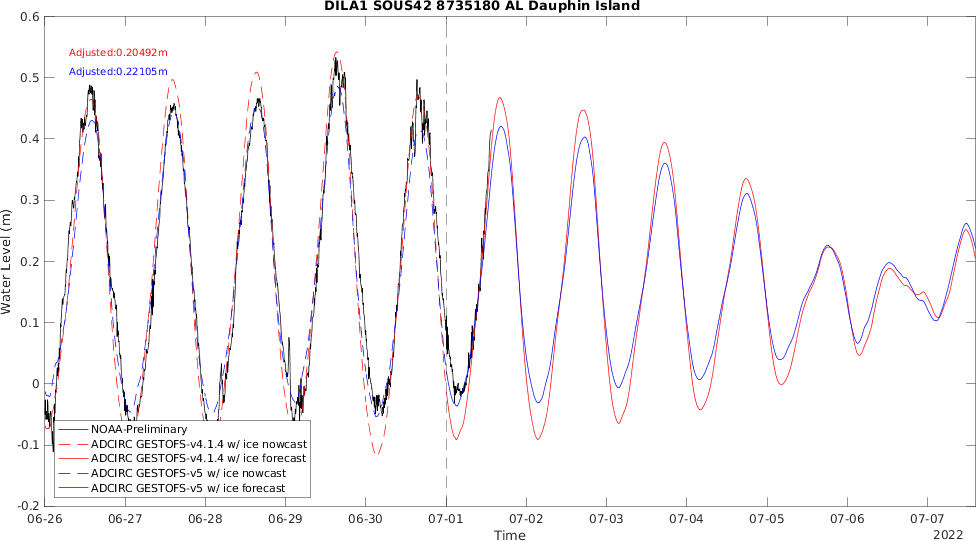 DILA1 SOUS42 8735180 AL Dauphin Island
0.6
Adjusted:0.20492m
Adjusted:0.22105m
0.5
0.4
0.3
0.2
0.1
0
-0.1
-0.2
Water Level (m)
NOAA-Preliminary
ADCIRC GESTOFS-v4.1.4 w/ ice nowcast
ADCIRC GESTOFS-v4.1.4 w/ ice forecast
ADCIRC GESTOFS-v5 w/ ice nowcast
ADCIRC GESTOFS-v5 w/ ice forecast
06-26 06-27 06-28 06-29 06-30 07-01 07-02 07-03 07-04 07-05 07-06 07-07
Time
2022